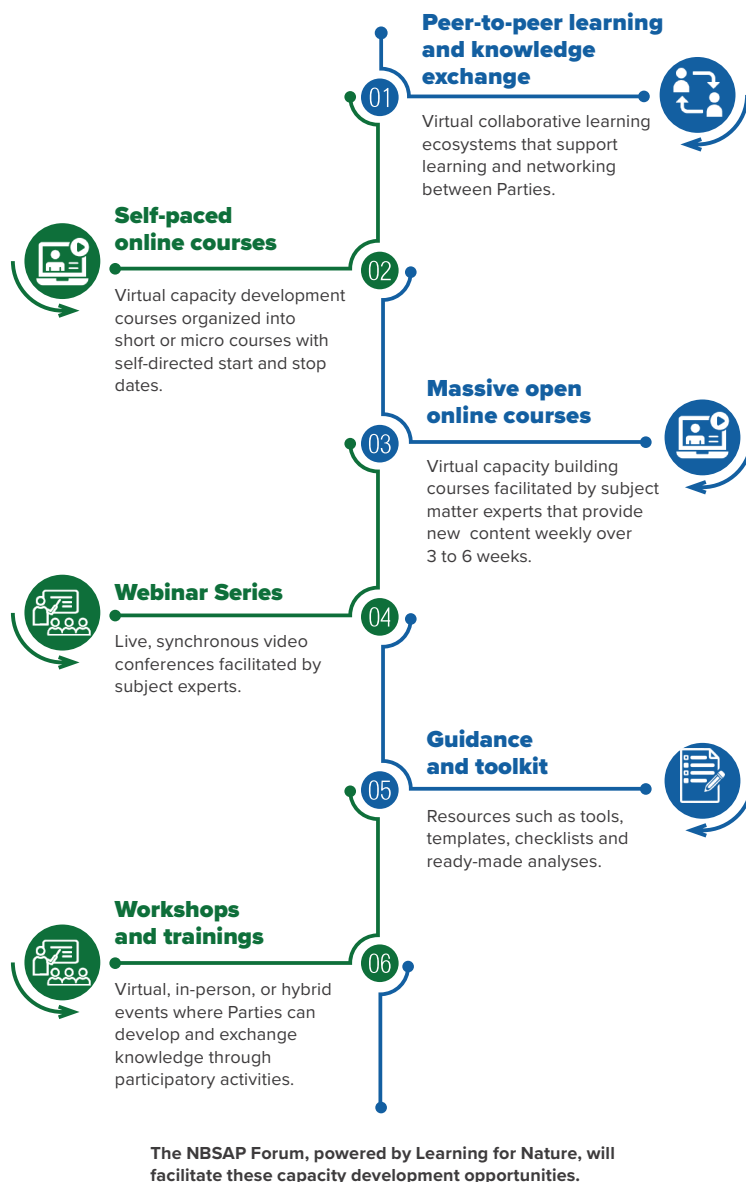 Peer-to-peer learning
and knowledge
exchange
01
Virtual collaborative learning
ecosystems that support
learning and networking
between Parties.
Self-paced
online courses
02
Virtual capacity development
courses organized into
short or micro courses with
self-directed start and stop
dates.
Massive open
online courses
03
Virtual capacity building
courses facilitated by subject
matter experts that provide
new content weekly over
3 to 6 weeks.
Webinar Series
04
Live, synchronous video
conferences facilitated by
subject experts.
Guidance
and toolkit
05
Resources such as tools,
templates, checklists and
ready-made analyses.
Workshops
and trainings
06
Virtual, in-person, or hybrid
events where Parties can
develop and exchange
knowledge through
participatory activities.
The NBSAP Forum, powered by Learning for Nature, will
facilitate these capacity development opportunities.